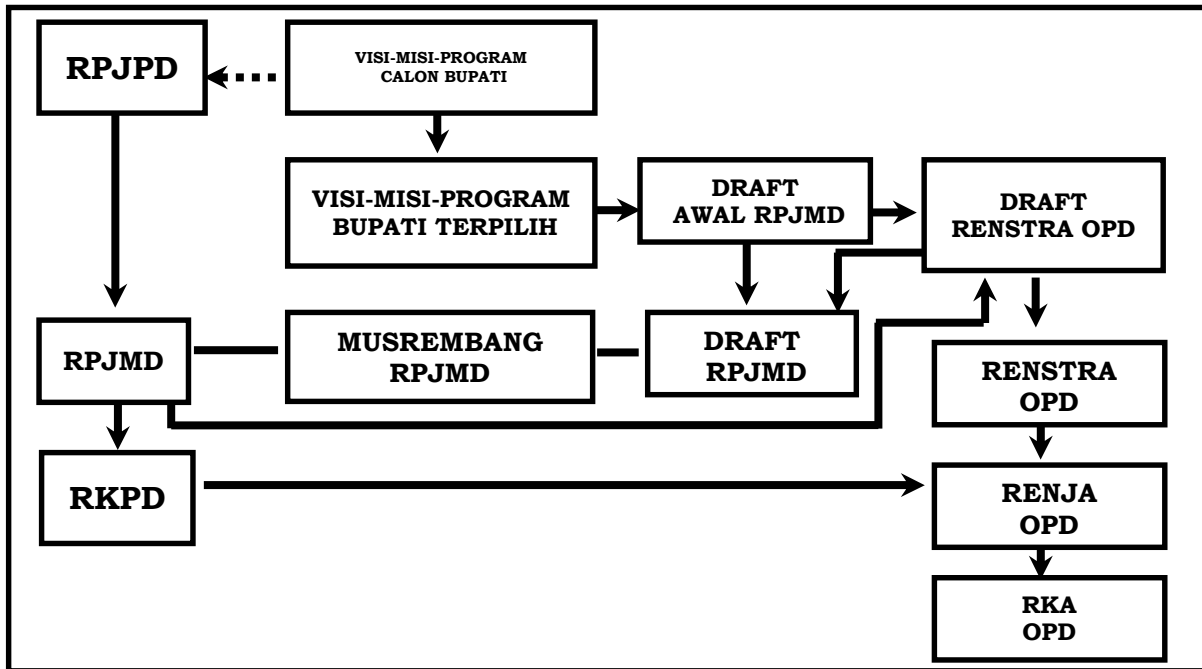 RPJPD
VISI-MISI-PROGRAM
CALON BUPATI
VISI-MISI-PROGRAM
BUPATI TERPILIH
DRAFT
AWAL RPJMD
DRAFT
RENSTRA OPD
RPJMD
MUSREMBANG
RPJMD
DRAFT
RPJMD
RENSTRA
OPD
RKPD
RENJA
OPD
RKA
OPD